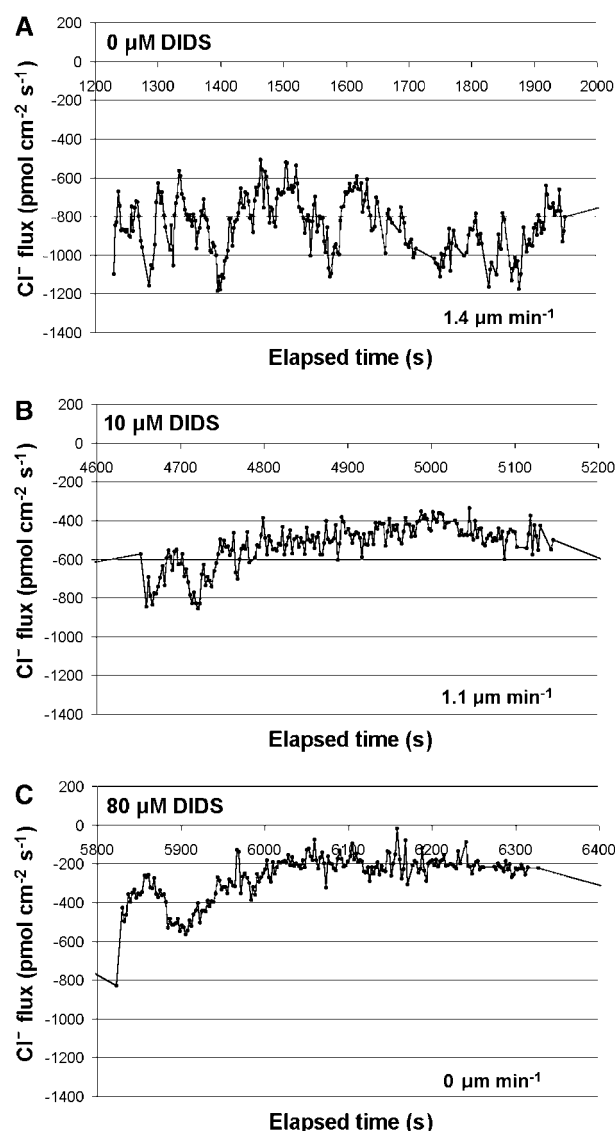 A
0 µM DIDS
200
0
1200 1300 1400 1500 1600 1700 1800 1900 2000
-200
-400
-600
-800
-1000
-1200
-1400
Cl⁻ flux (pmol cm⁻² s⁻¹)
1.4 µm min⁻¹
Elapsed time (s)
B
10 µM DIDS
200
0
4600 4700 4800 4900 5000 5100 5200
-200
-400
-600
-800
-1000
-1200
-1400
Cl⁻ flux (pmol cm⁻² s⁻¹)
1.1 µm min⁻¹
Elapsed time (s)
C
80 µM DIDS
200
0
5800 5900 6000 6100 6200 6300 6400
-200
-400
-600
-800
-1000
-1200
-1400
Cl⁻ flux (pmol cm⁻² s⁻¹)
0 µm min⁻¹
Elapsed time (s)